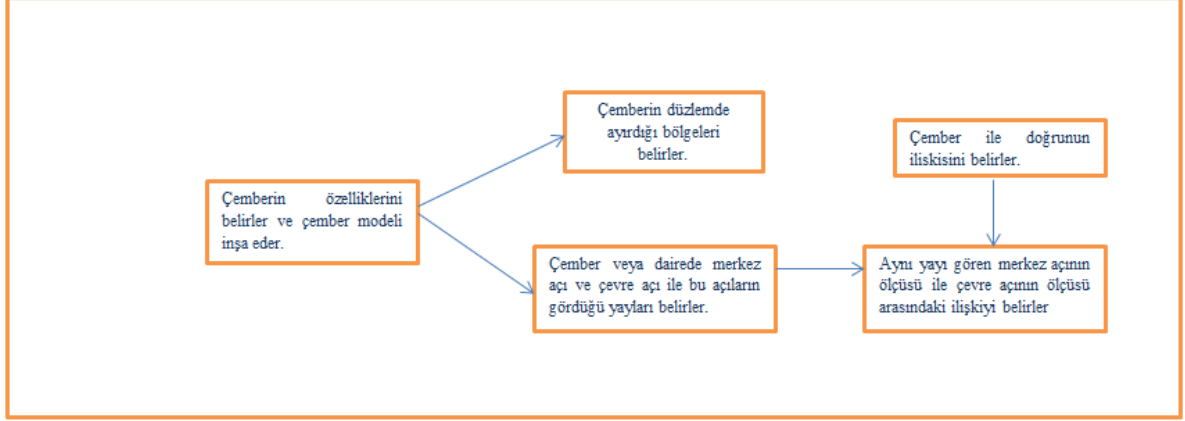 Çemberin düzlemde
ayırdığı bölgeleri
belirler.
Çember ile doğrunun
iliskisini belirler.
Çemberin özelliklerini
belirler ve çember modeli
inşa eder.
Çember veya dairede merkez
açı ve çevre açı ile bu açıların
gördüğü yayları belirler.
Aynı yayı gören merkez açının
ölçüsü ile çevre açının ölçüsü
arasındaki ilişkiyi belirler